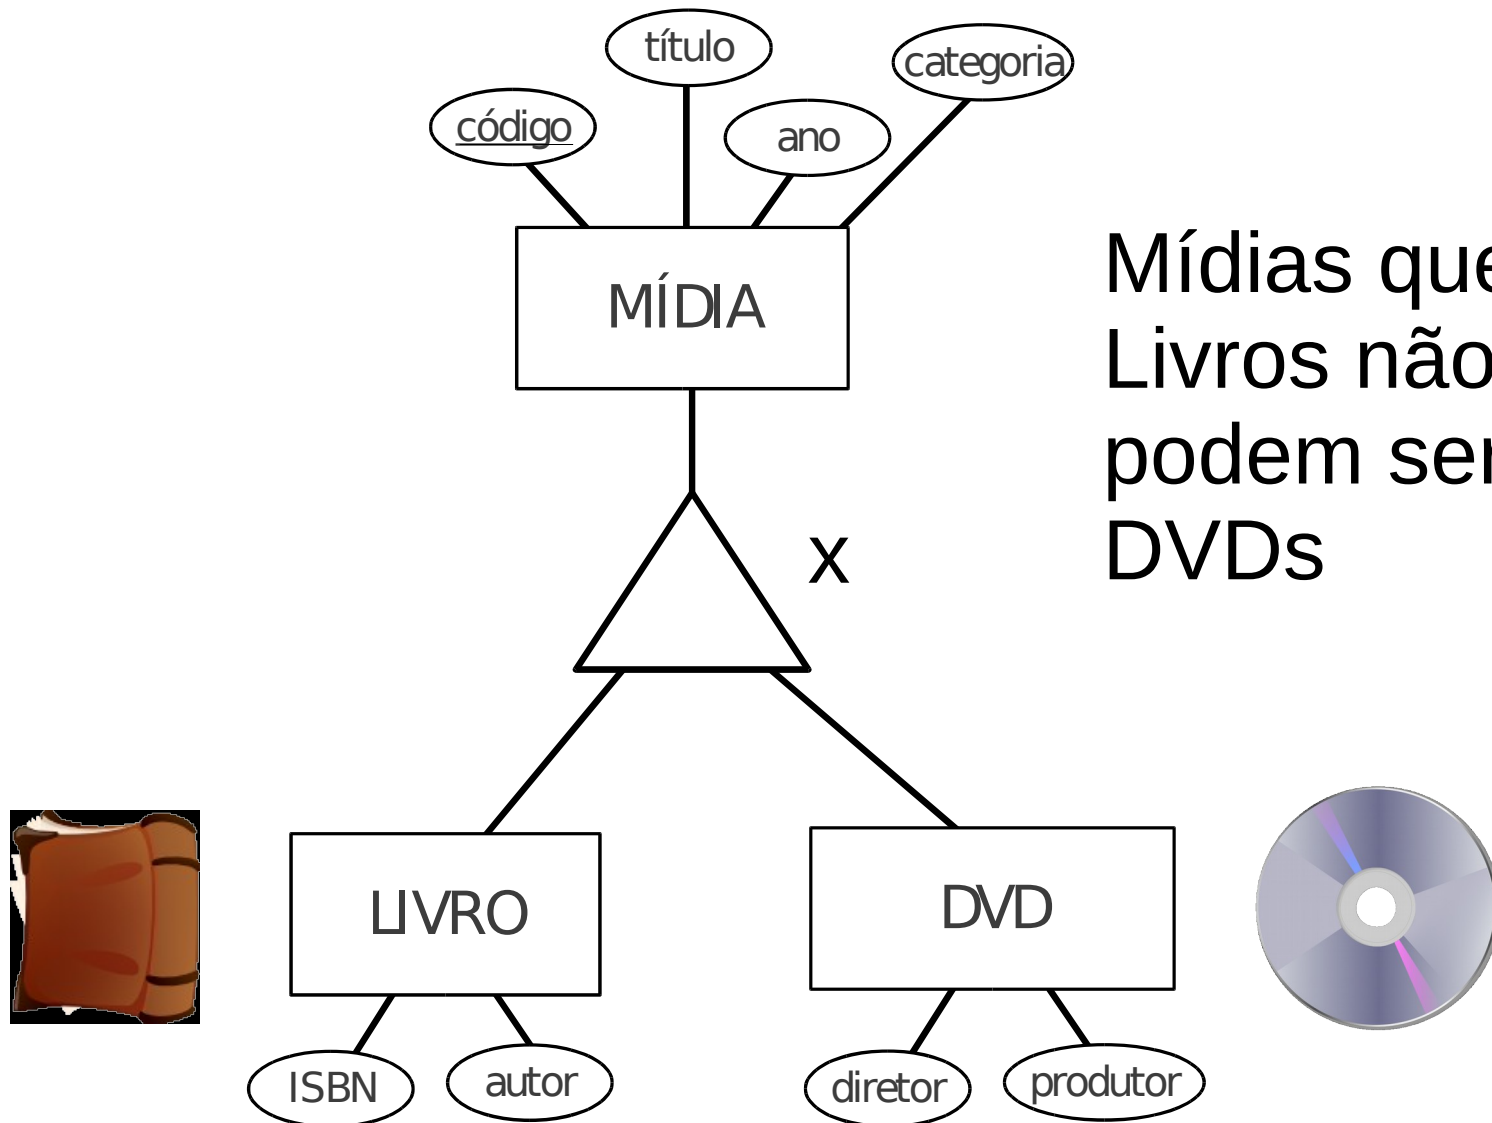 título
categoria
código
ano
MÍDIA
Mídias que
Livros não
podem ser
DVDs
x
LIVRO
DVD
ISBN
autor
diretor
produtor